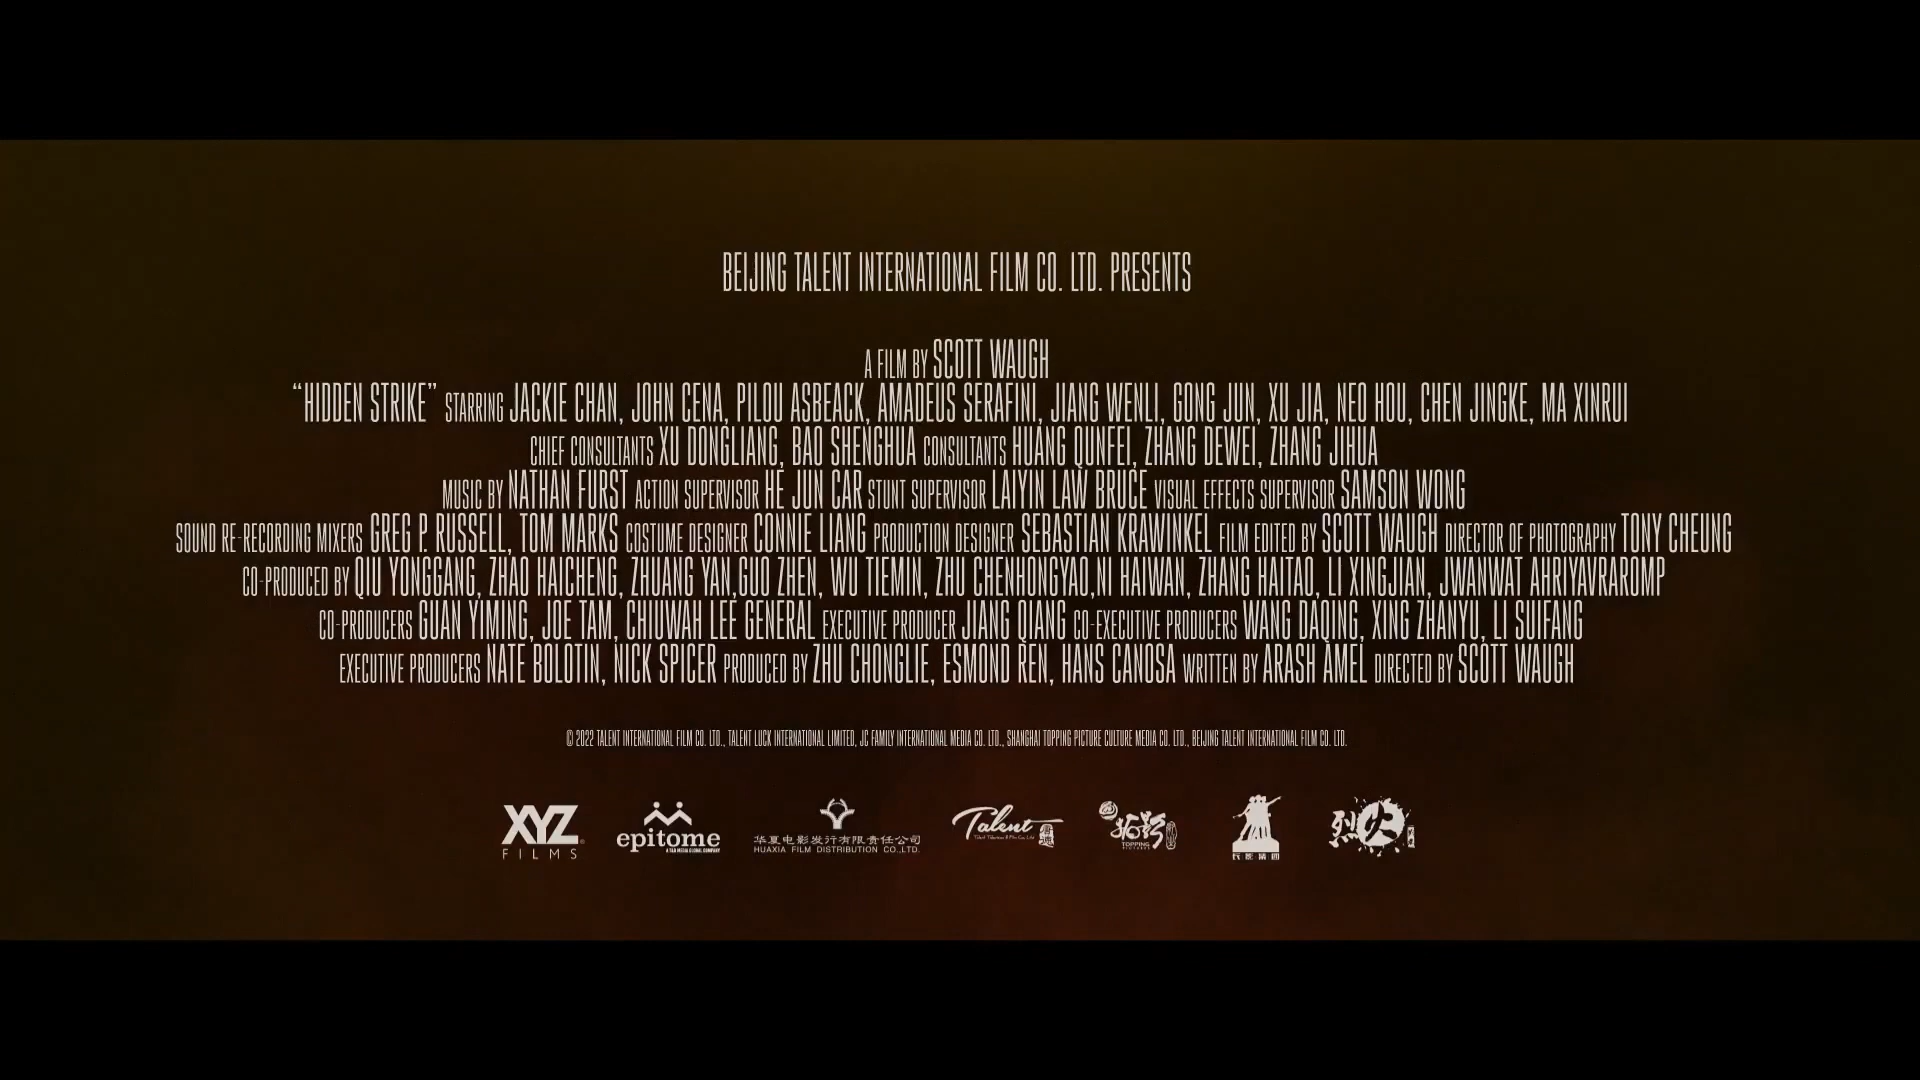 BEIJING TALENT INTERNATIONAL FILM CO. LTD. PRESENTS
A FILM BY SCOTT WAUGH
“HIDDEN STRIKE” STARRING JACKIE CHAN, JOHN CENA, PILOU ASBEACK, AMADEUS SERAFINI, JIANG WENLI, GONG JUN, XU JIA, NEO HOU, CHEN JINGKE, MA XINRUI
CHIEF CONSULTANTS XU DONGLIANG, BAO SHENGHUA CONSULTANTS HUANG QUNFEI, ZHANG DEWEI, ZHANG JIHUA
MUSIC BY NATHAN FURST ACTION SUPERVISOR HE JUN CAR STUNT SUPERVISOR LAIYIN LAW BRUCE VISUAL EFFECTS SUPERVISOR SAMSON WONG
SOUND RE-RECORDING MIXERS GREG P. RUSSELL, TOM MARKS COSTUME DESIGNER CONNIE LIANG PRODUCTION DESIGNER SEBASTIAN KRAWINKEL FILM EDITED BY SCOTT WAUGH DIRECTOR OF PHOTOGRAPHY TONY CHEUNG
CO-PRODUCED BY QIU YONGGANG, ZHAO HAICHENG, ZHUANG YAN,GUO ZHEN, WU TIEMIN, ZHU CHENHONGYAO,NI HAIWAN, ZHANG HAITAO, LI XINGJIAN, JWANWAT AHRIYAVRAROMP
CO-PRODUCERS GUAN YIMING, JOE TAM, CHIUWAH LEE GENERAL EXECUTIVE PRODUCER JIANG QIANG CO-EXECUTIVE PRODUCERS WANG DAQING, XING ZHANYU, LI SUIFANG
EXECUTIVE PRODUCERS NATE BOLOTIN, NICK SPICER PRODUCED BY ZHU CHONGLIE, ESMOND REN, HANS CANOSA WRITTEN BY ARASH AMEL DIRECTED BY SCOTT WAUGH
© 2022 TALENT INTERNATIONAL FILM CO. LTD., TALENT LUCK INTERNATIONAL LIMITED, JC FAMILY INTERNATIONAL MEDIA CO. LTD., SHANGHAI TOPPING PICTURE CULTURE MEDIA CO. LTD., BEIJING TALENT INTERNATIONAL FILM CO. LTD.
XYZ
FILMS
epitome
华夏电影发行有限责任公司
HUAXIA FILM DISTRIBUTION CO.,LTD.
Talent
拓影
TOPPING
长影集团
烈火